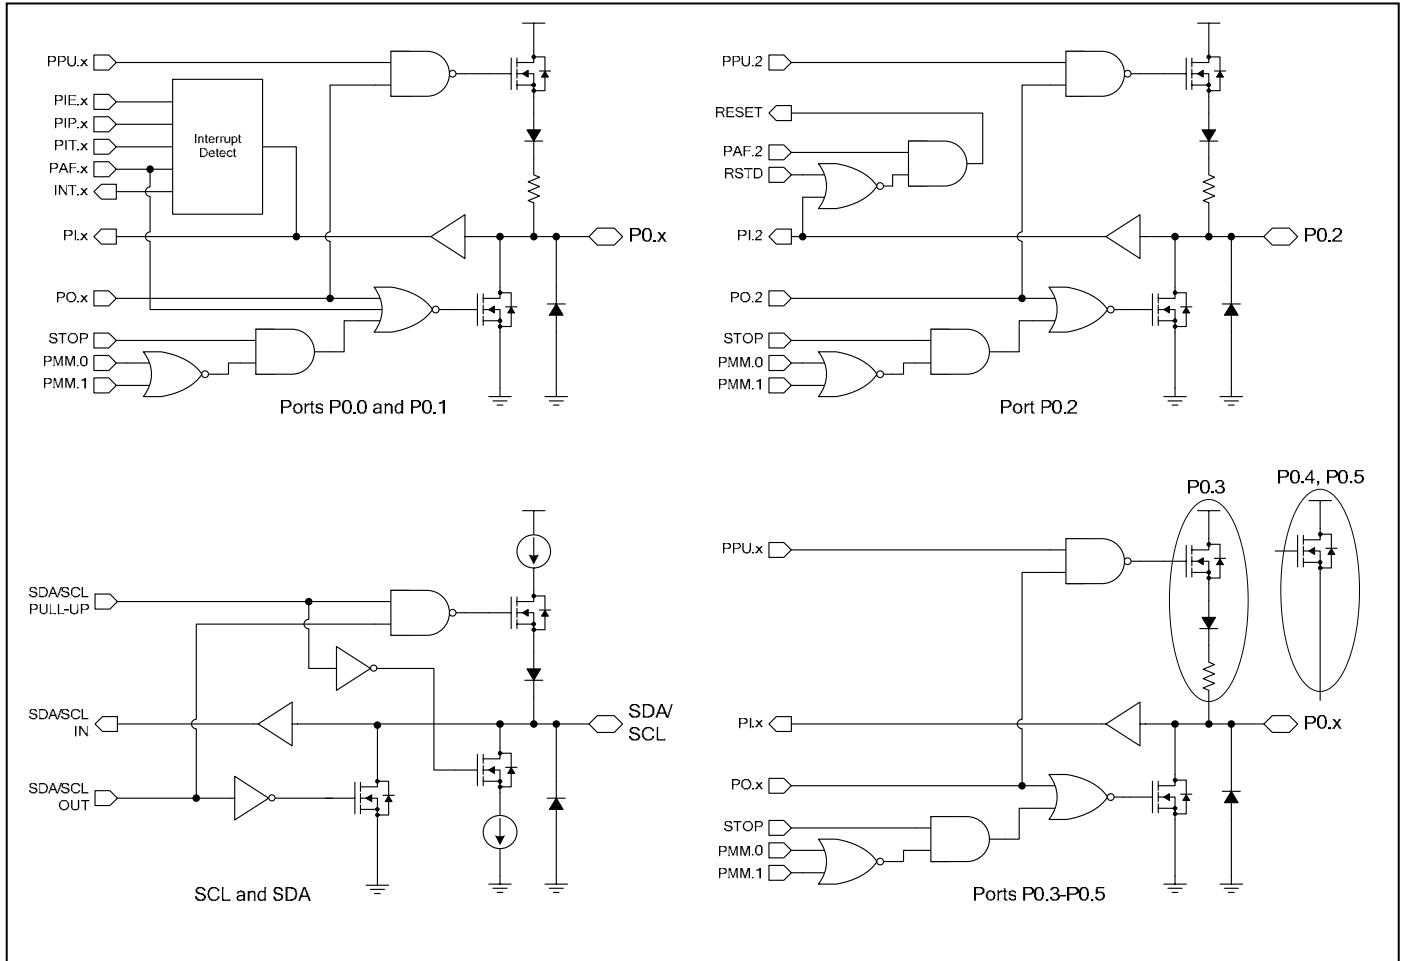 PPU.x
PIE.x
PIP.x
PIT.x
PAF.x
INT.x
Interrupt
Detect
PI.x
P0.x
PO.x
STOP
PMM.0
PMM.1
Ports P0.0 and P0.1
PPU.2
RESET
PAF.2
RSTD
PI.2
P0.2
PO.2
STOP
PMM.0
PMM.1
Port P0.2
SDA/SCL
PULL-UP
SDA/SCL
IN
SDA/
SCL
SDA/SCL
OUT
SCL and SDA
P0.3
P0.4, P0.5
PPU.x
PI.x
P0.x
PO.x
STOP
PMM.0
PMM.1
Ports P0.3-P0.5